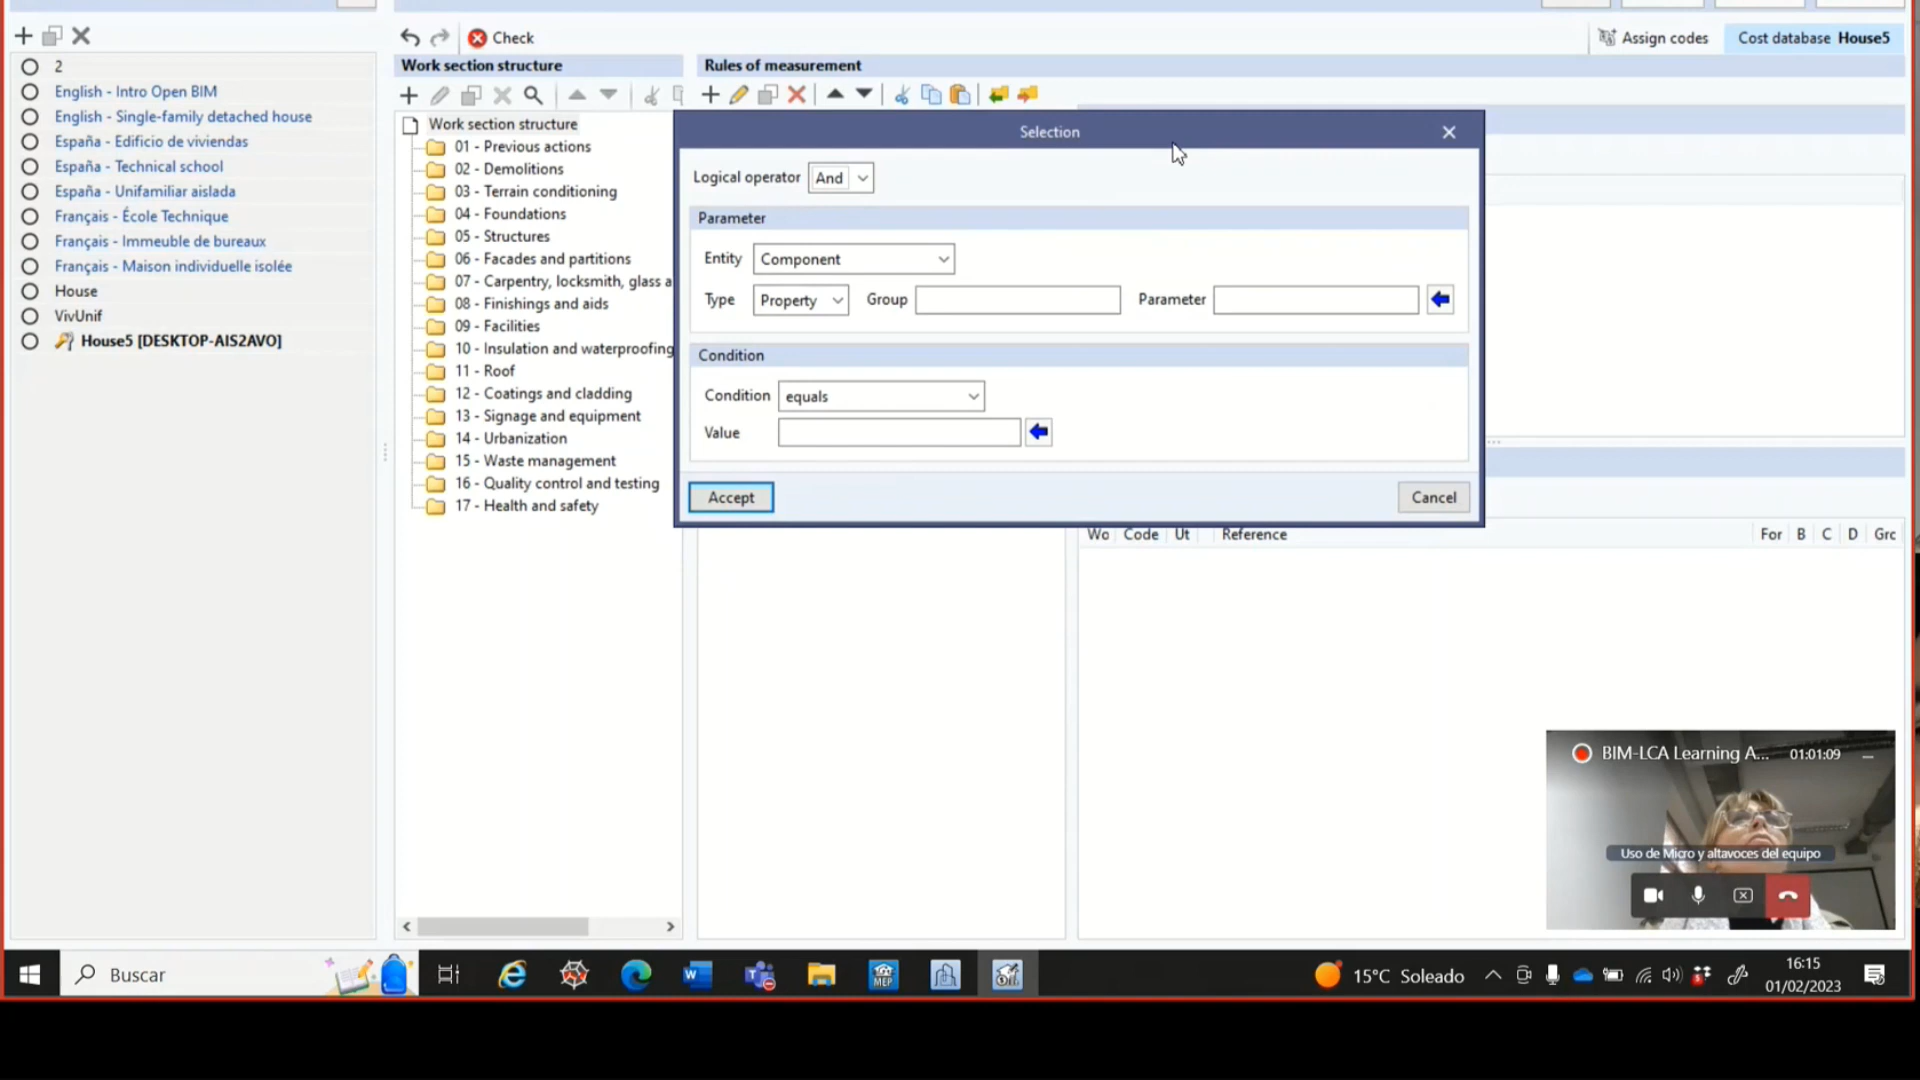 Check
Assign codes
Cost database House5
2
English - Intro Open BIM
English - Single-family detached house
España - Edificio de viviendas
España - Technical school
España - Unifamiliar aislada
Français - École Technique
Français - Immeuble de bureaux
Français - Maison individuelle isolée
House
VivUnif
House5 [DESKTOP-AIS2AVO]
Work section structure
Work section structure
01 - Previous actions
02 - Demolitions
03 - Terrain conditioning
04 - Foundations
05 - Structures
06 - Facades and partitions
07 - Carpentry, locksmith, glass a
08 - Finishings and aids
09 - Facilities
10 - Insulation and waterproofing
11 - Roof
12 - Coatings and cladding
13 - Signage and equipment
14 - Urbanization
15 - Waste management
16 - Quality control and testing
17 - Health and safety
Rules of measurement
Selection
Logical operator And
Parameter
Entity Component
Type Property Group Parameter
Condition
Condition equals
Value
Accept Cancel
Wo Code Ut Reference For B C D Grc
BIM-LCA Learning A... 01:01:09
Uso de Micro y altavoces del equipo
Buscar
MEP
15°C Soleado
16:15
01/02/2023